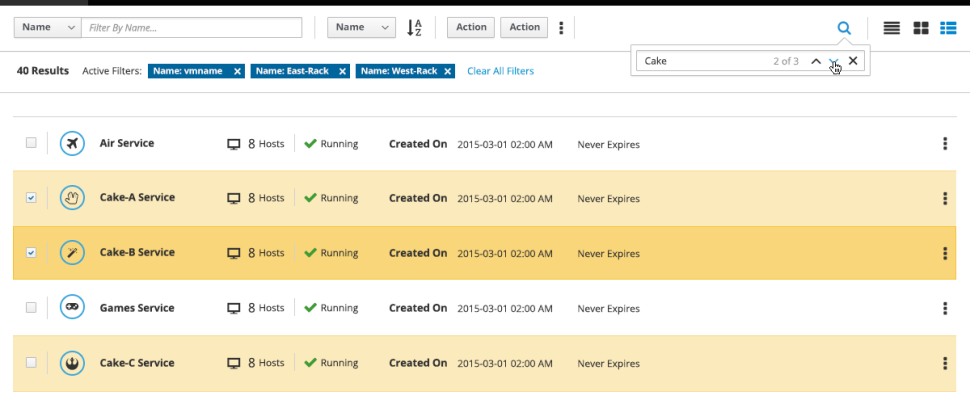 Name Filter By Name... Name A Z Action Action
Cake 2 of 3
40 Results Active Filters: Name: vmname x Name: East-Rack x Name: West-Rack x Clear All Filters
Air Service 8 Hosts Running Created On 2015-03-01 02:00 AM Never Expires
Cake-A Service 8 Hosts Running Created On 2015-03-01 02:00 AM Never Expires
Cake-B Service 8 Hosts Running Created On 2015-03-01 02:00 AM Never Expires
Games Service 8 Hosts Running Created On 2015-03-01 02:00 AM Never Expires
Cake-C Service 8 Hosts Running Created On 2015-03-01 02:00 AM Never Expires